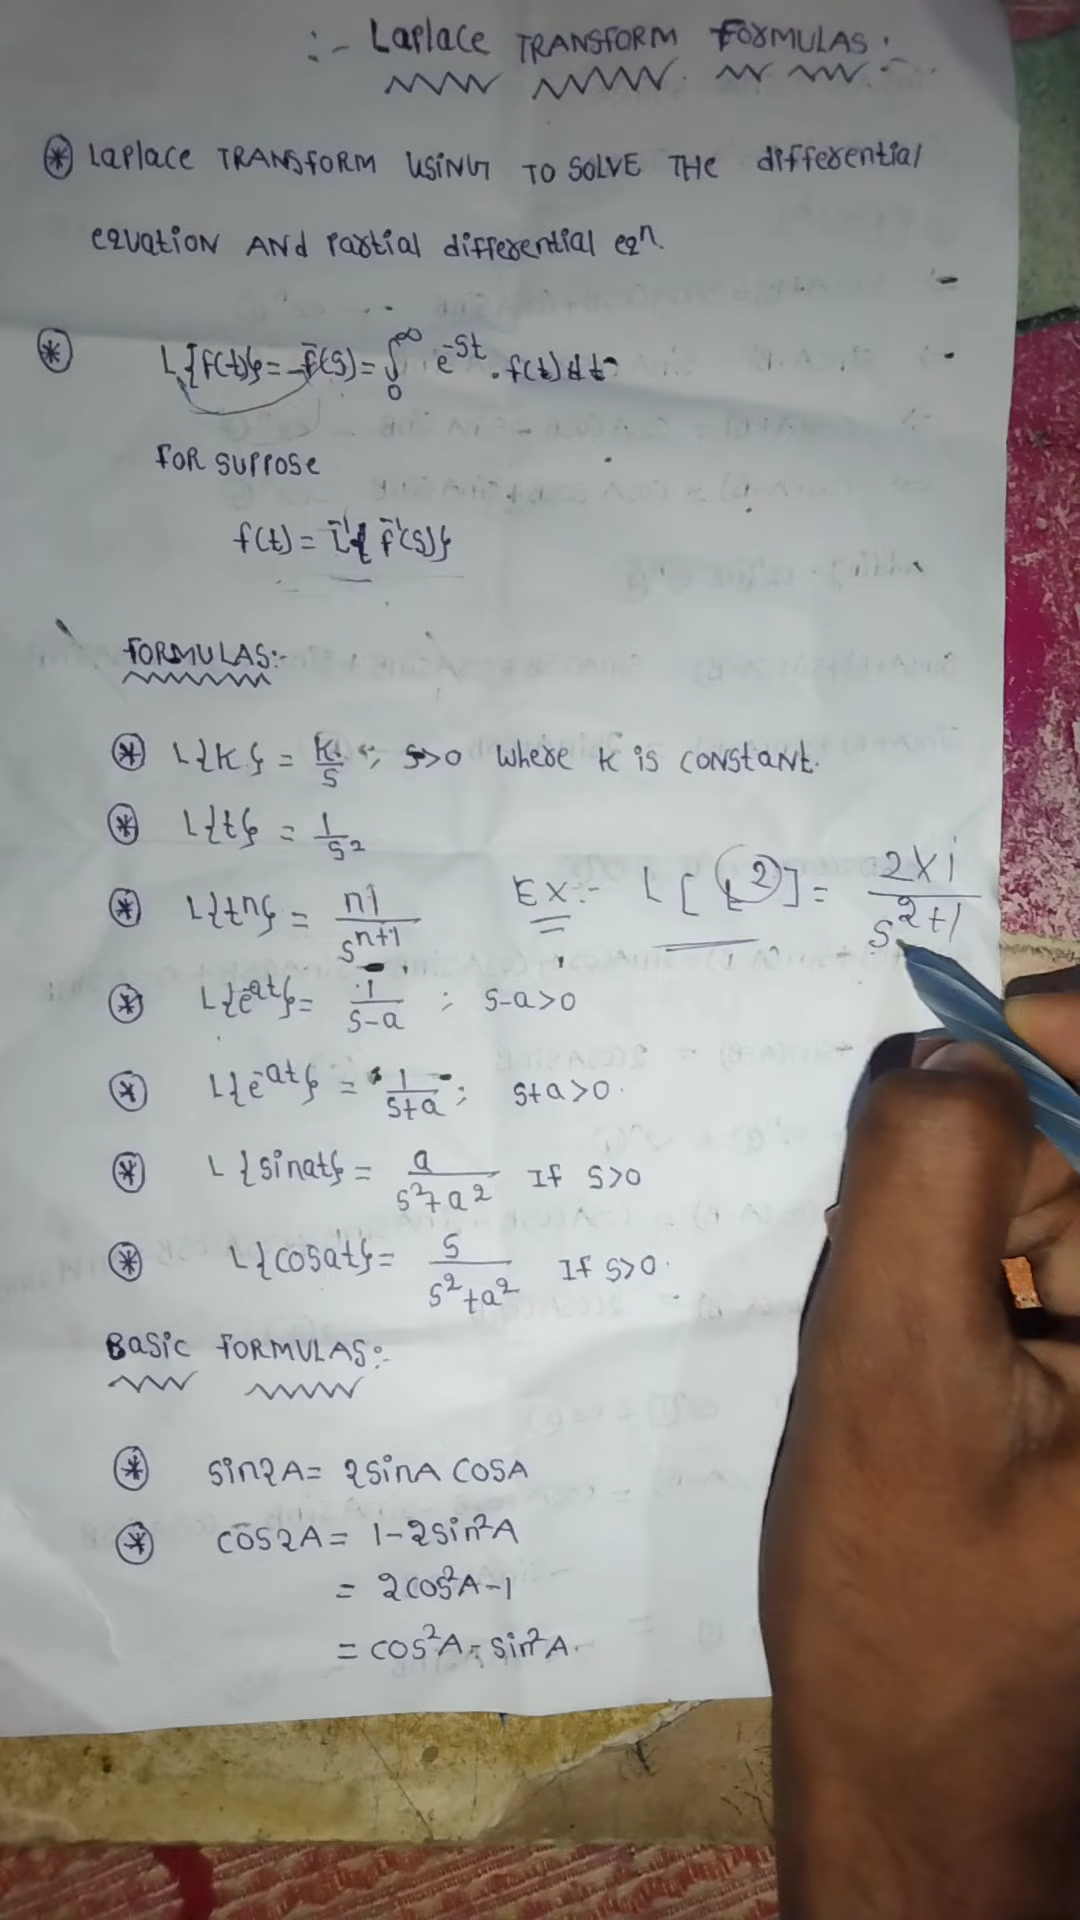 :- Laplace TRANSFORM FORMULAS:-
* Laplace TRANSFORM USING TO SOLVE THE differential
equation AND Partial differential eqn.
* L{f(t)} = f̄(s) = ∫₀^∞ e^-st . f(t) dt
FOR SUPPOSE
f(t) = L̄¹{ f̄(s)}
FORMULAS:-
* L{K} = K/s ; s>0 where K is constant.
* L{t} = 1/s²
* L{tn} = n!/s^n+1 Ex:- L[t²] = 2×1/s^2+1
* L{e^at} = 1/s-a ; s-a>0
* L{e^-at} = 1/s+a ; s+a>0.
* L{sinat} = a/s²+a² If s>0
* L{cosat} = s/s²+a² If s>0.
Basic FORMULAS:-
* sin2A = 2sinA cosA
* cos2A = 1-2sin²A
= 2cos²A-1
= cos²A-sin²A.